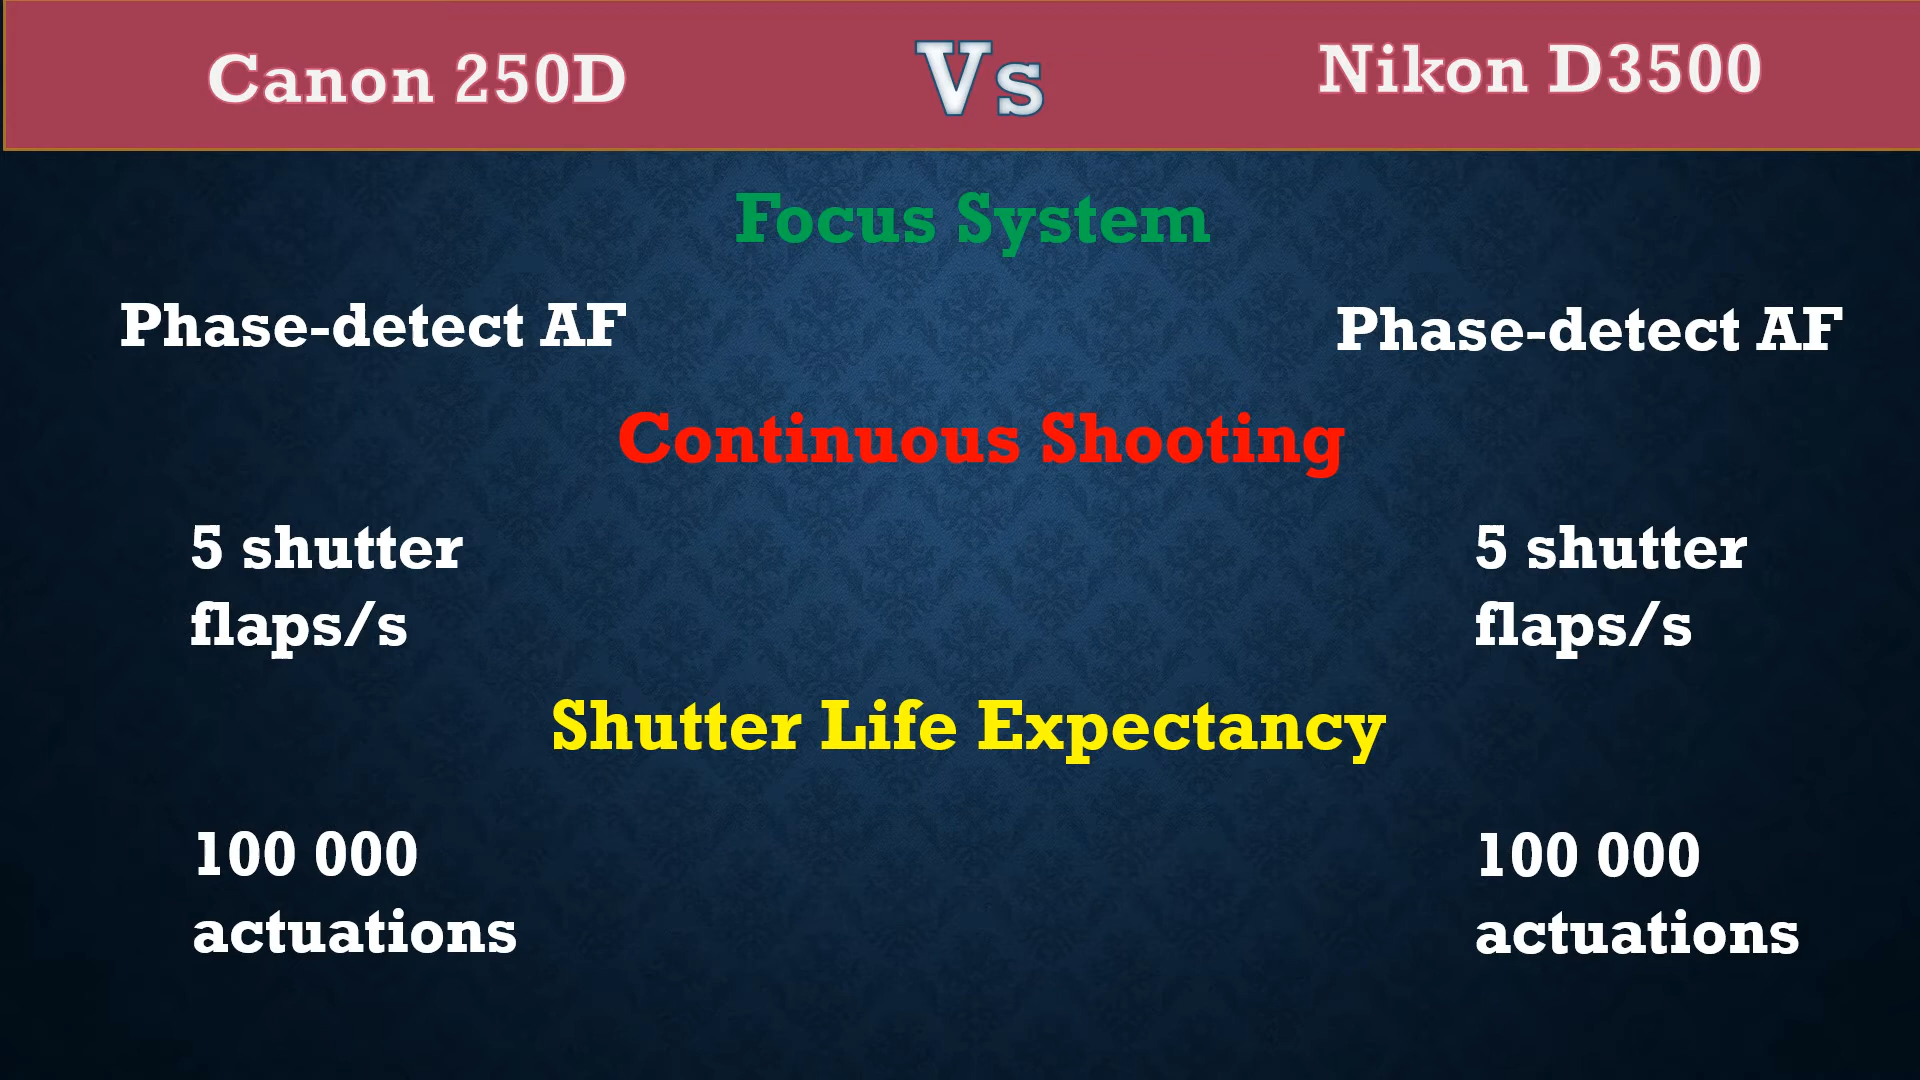 Canon 250D Vs Nikon D3500
Focus System
Phase-detect AF Phase-detect AF
Continuous Shooting
5 shutter 5 shutter
flaps/s flaps/s
Shutter Life Expectancy
100 000 100 000
actuations actuations